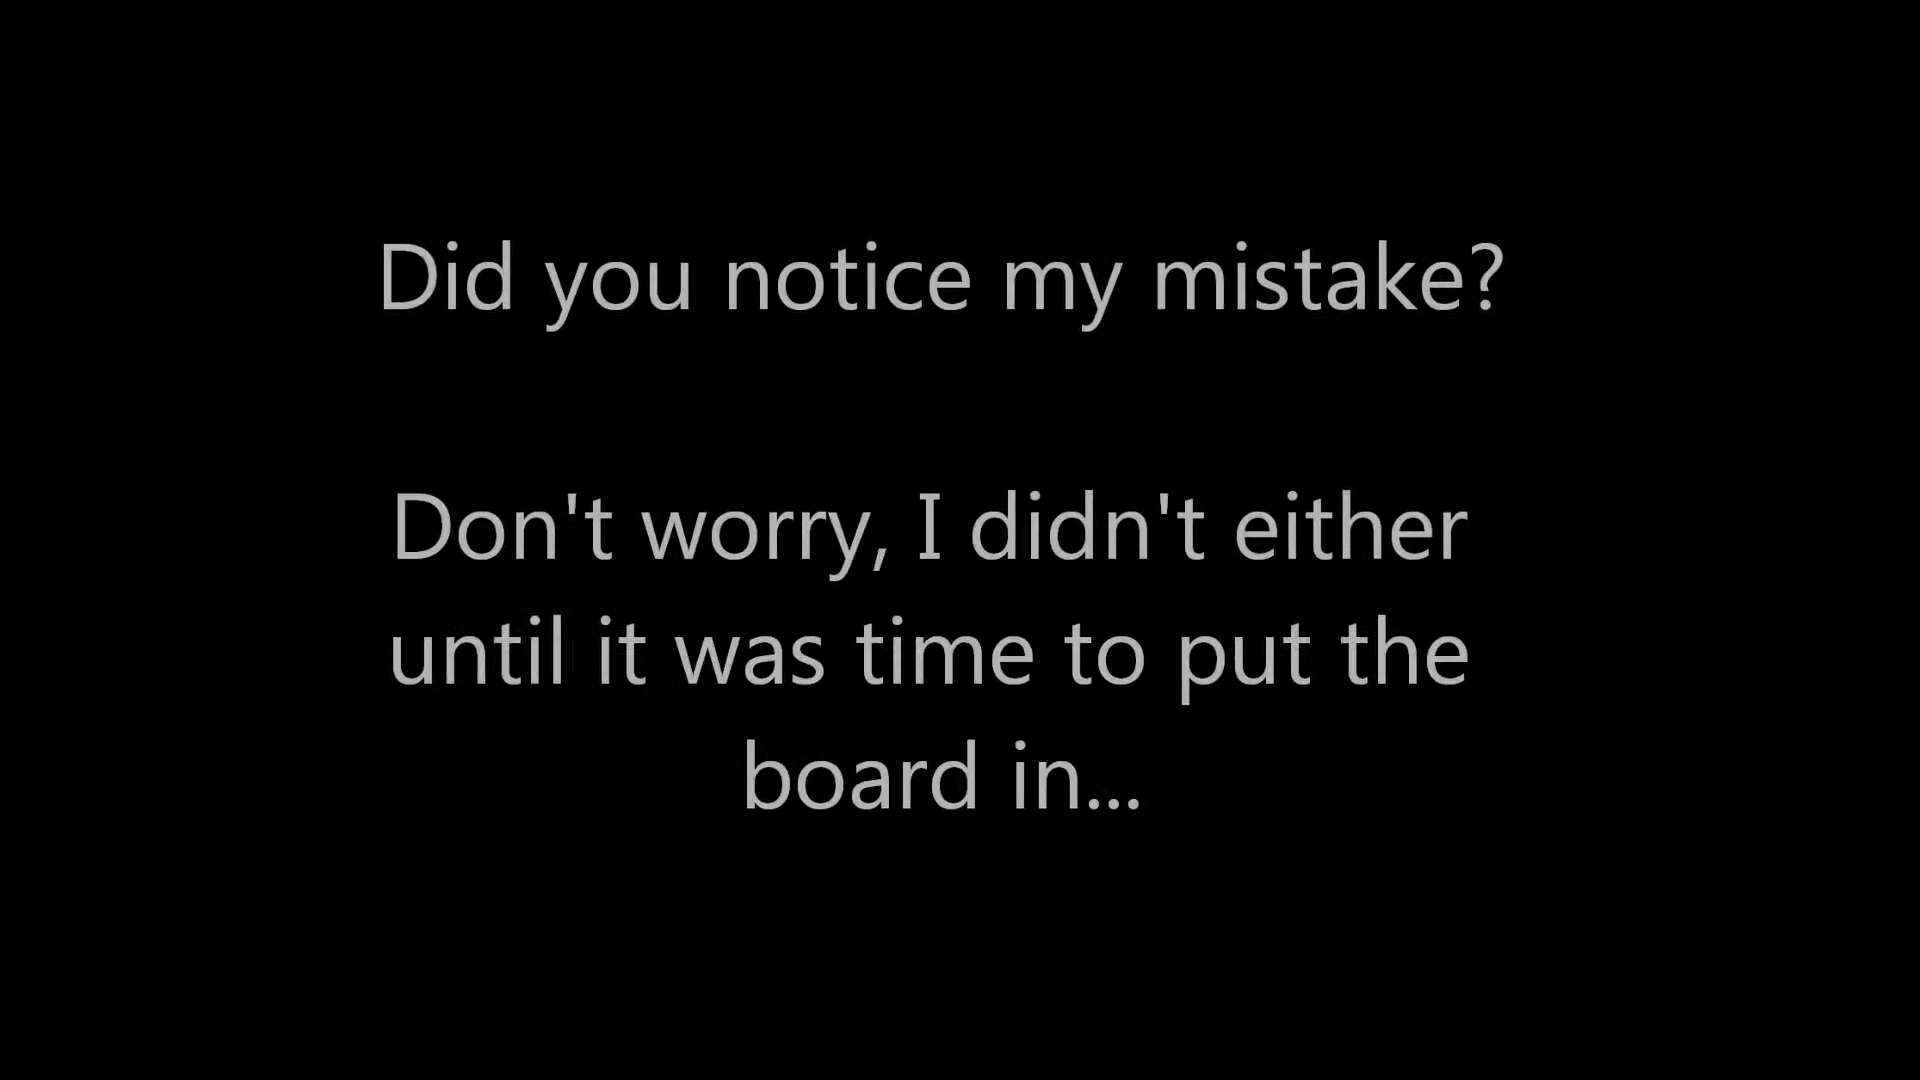 Did you notice my mistake?
Don't worry, I didn't either
until it was time to put the
board in...